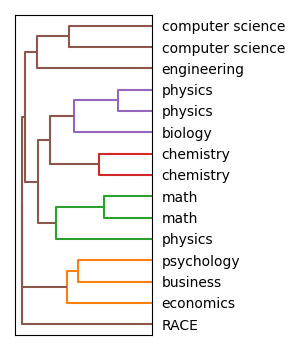 computer science
computer science
engineering
physics
physics
biology
chemistry
chemistry
math
math
physics
psychology
business
economics
RACE